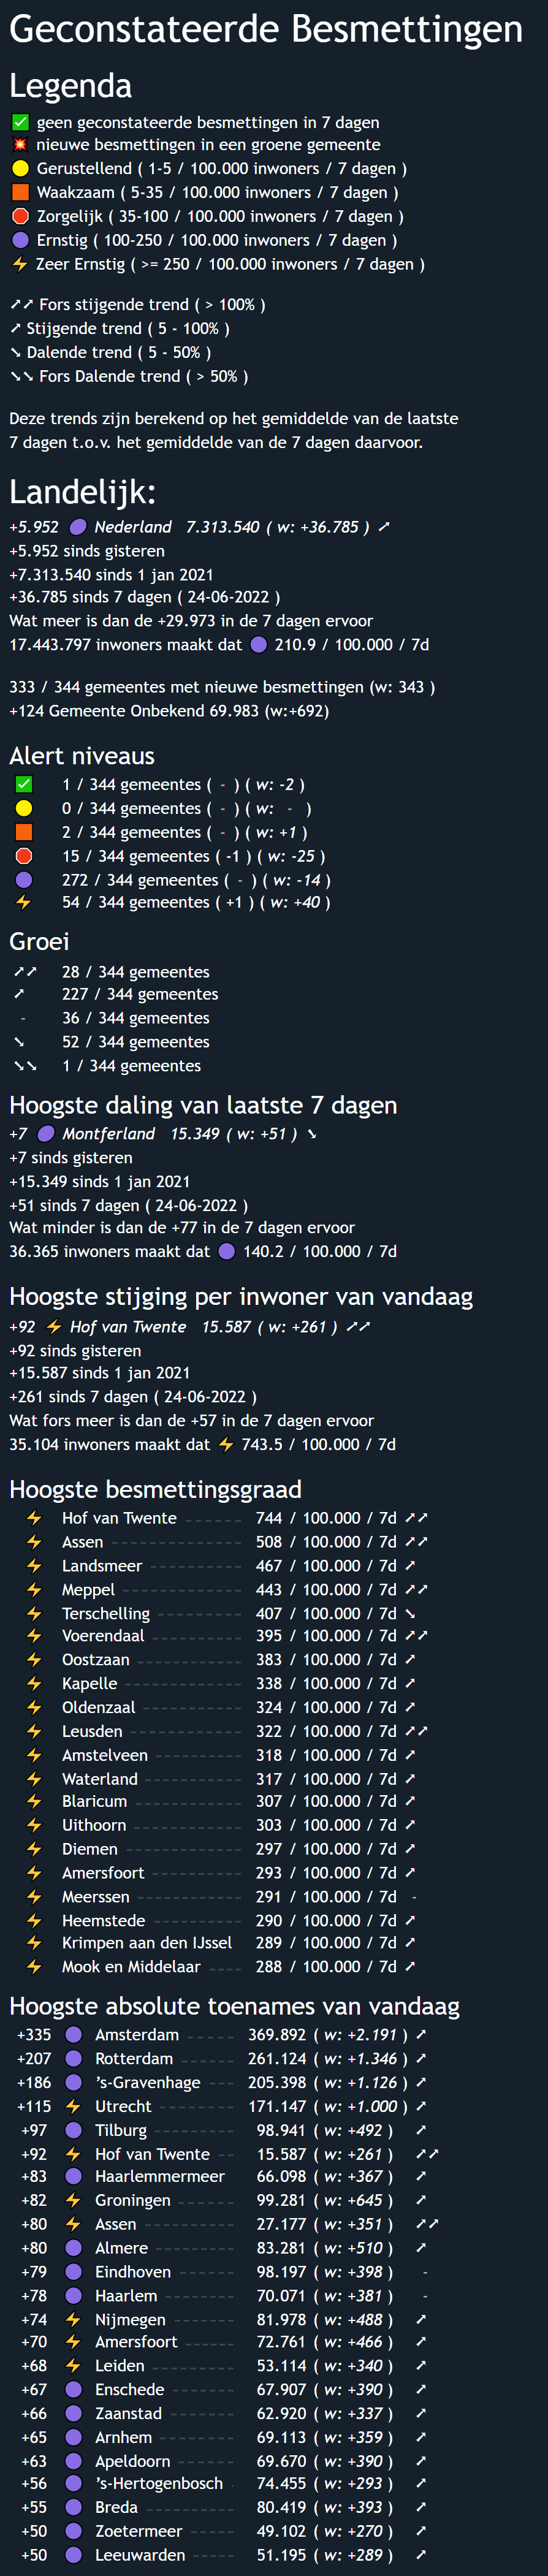 Geconstateerde Besmettingen
Legenda
✅ geen geconstateerde besmettingen in 7 dagen
💥 nieuwe besmettingen in een groene gemeente
🟡 Gerustellend ( 1-5 / 100.000 inwoners / 7 dagen )
🟧 Waakzaam ( 5-35 / 100.000 inwoners / 7 dagen )
🛑 Zorgelijk ( 35-100 / 100.000 inwoners / 7 dagen )
🟣 Ernstig ( 100-250 / 100.000 inwoners / 7 dagen )
⚡ Zeer Ernstig ( >= 250 / 100.000 inwoners / 7 dagen )
➚➚ Fors stijgende trend ( > 100% )
➚ Stijgende trend ( 5 - 100% )
➘ Dalende trend ( 5 - 50% )
➘➘ Fors Dalende trend ( > 50% )
Deze trends zijn berekend op het gemiddelde van de laatste
7 dagen t.o.v. het gemiddelde van de 7 dagen daarvoor.
Landelijk:
+5.952 🟣 Nederland 7.313.540 ( w: +36.785 ) ➚
+5.952 sinds gisteren
+7.313.540 sinds 1 jan 2021
+36.785 sinds 7 dagen ( 24-06-2022 )
Wat meer is dan de +29.973 in de 7 dagen ervoor
17.443.797 inwoners maakt dat 🟣 210.9 / 100.000 / 7d
333 / 344 gemeentes met nieuwe besmettingen (w: 343 )
+124 Gemeente Onbekend 69.983 (w:+692)
Alert niveaus
✅ 1 / 344 gemeentes ( - ) ( w: -2 )
🟡 0 / 344 gemeentes ( - ) ( w: - )
🟧 2 / 344 gemeentes ( - ) ( w: +1 )
🛑 15 / 344 gemeentes ( -1 ) ( w: -25 )
🟣 272 / 344 gemeentes ( - ) ( w: -14 )
⚡ 54 / 344 gemeentes ( +1 ) ( w: +40 )
Groei
➚➚ 28 / 344 gemeentes
➚ 227 / 344 gemeentes
- 36 / 344 gemeentes
➘ 52 / 344 gemeentes
➘➘ 1 / 344 gemeentes
Hoogste daling van laatste 7 dagen
+7 🟣 Montferland 15.349 ( w: +51 ) ➘
+7 sinds gisteren
+15.349 sinds 1 jan 2021
+51 sinds 7 dagen ( 24-06-2022 )
Wat minder is dan de +77 in de 7 dagen ervoor
36.365 inwoners maakt dat 🟣 140.2 / 100.000 / 7d
Hoogste stijging per inwoner van vandaag
+92 ⚡ Hof van Twente 15.587 ( w: +261 ) ➚➚
+92 sinds gisteren
+15.587 sinds 1 jan 2021
+261 sinds 7 dagen ( 24-06-2022 )
Wat fors meer is dan de +57 in de 7 dagen ervoor
35.104 inwoners maakt dat ⚡ 743.5 / 100.000 / 7d
Hoogste besmettingsgraad
⚡ Hof van Twente 744 / 100.000 / 7d ➚➚
⚡ Assen 508 / 100.000 / 7d ➚➚
⚡ Landsmeer 467 / 100.000 / 7d ➚
⚡ Meppel 443 / 100.000 / 7d ➚➚
⚡ Terschelling 407 / 100.000 / 7d ➘
⚡ Voerendaal 395 / 100.000 / 7d ➚➚
⚡ Oostzaan 383 / 100.000 / 7d ➚
⚡ Kapelle 338 / 100.000 / 7d ➚
⚡ Oldenzaal 324 / 100.000 / 7d ➚
⚡ Leusden 322 / 100.000 / 7d ➚➚
⚡ Amstelveen 318 / 100.000 / 7d ➚
⚡ Waterland 317 / 100.000 / 7d ➚
⚡ Blaricum 307 / 100.000 / 7d ➚
⚡ Uithoorn 303 / 100.000 / 7d ➚
⚡ Diemen 297 / 100.000 / 7d ➚
⚡ Amersfoort 293 / 100.000 / 7d ➚
⚡ Meerssen 291 / 100.000 / 7d -
⚡ Heemstede 290 / 100.000 / 7d ➚
⚡ Krimpen aan den IJssel 289 / 100.000 / 7d ➚
⚡ Mook en Middelaar 288 / 100.000 / 7d ➚
Hoogste absolute toenames van vandaag
+335 🟣 Amsterdam 369.892 ( w: +2.191 ) ➚
+207 🟣 Rotterdam 261.124 ( w: +1.346 ) ➚
+186 🟣 's-Gravenhage 205.398 ( w: +1.126 ) ➚
+115 ⚡ Utrecht 171.147 ( w: +1.000 ) ➚
+97 🟣 Tilburg 98.941 ( w: +492 ) ➚
+92 ⚡ Hof van Twente 15.587 ( w: +261 ) ➚➚
+83 🟣 Haarlemmermeer 66.098 ( w: +367 ) ➚
+82 ⚡ Groningen 99.281 ( w: +645 ) ➚
+80 ⚡ Assen 27.177 ( w: +351 ) ➚➚
+80 🟣 Almere 83.281 ( w: +510 ) ➚
+79 🟣 Eindhoven 98.197 ( w: +398 ) -
+78 🟣 Haarlem 70.071 ( w: +381 ) -
+74 ⚡ Nijmegen 81.978 ( w: +488 ) ➚
+70 ⚡ Amersfoort 72.761 ( w: +466 ) ➚
+68 ⚡ Leiden 53.114 ( w: +340 ) ➚
+67 🟣 Enschede 67.907 ( w: +390 ) ➚
+66 🟣 Zaanstad 62.920 ( w: +337 ) ➚
+65 🟣 Arnhem 69.113 ( w: +359 ) ➚
+63 🟣 Apeldoorn 69.670 ( w: +390 ) ➚
+56 🟣 's-Hertogenbosch 74.455 ( w: +293 ) ➚
+55 🟣 Breda 80.419 ( w: +393 ) ➚
+50 🟣 Zoetermeer 49.102 ( w: +270 ) ➚
+50 🟣 Leeuwarden 51.195 ( w: +289 ) ➚